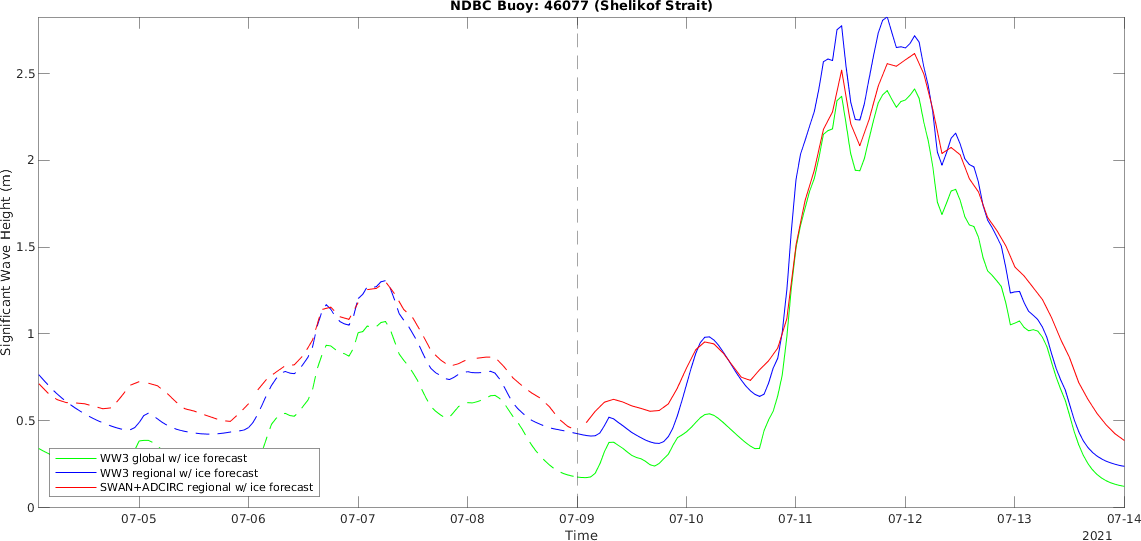 NDBC Buoy: 46077 (Shelikof Strait)
Significant Wave Height (m)
2.5
2
1.5
1
0.5
0
WW3 global w/ ice forecast
WW3 regional w/ ice forecast
SWAN+ADCIRC regional w/ ice forecast
07-05 07-06 07-07 07-08 07-09 07-10 07-11 07-12 07-13 07-14
Time
2021